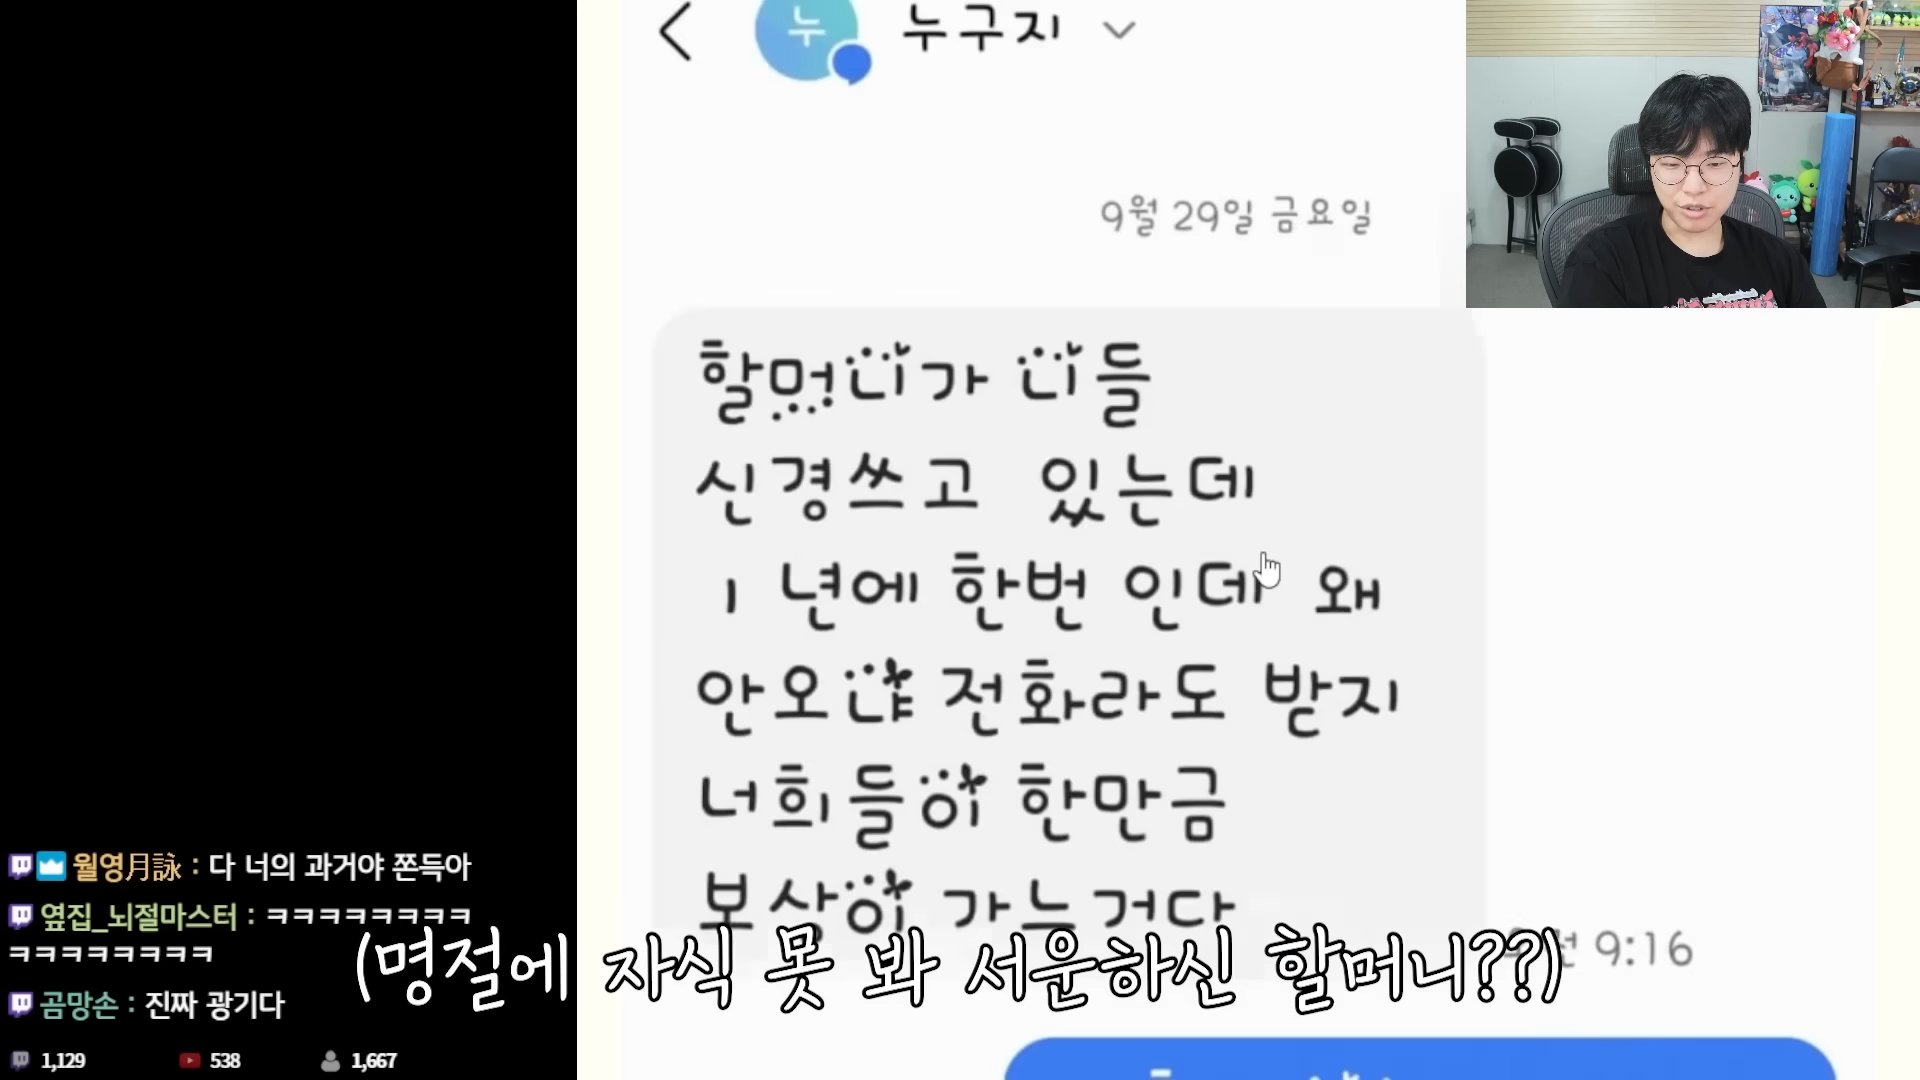 누
누구지
9월 29일 금요일
할머니가 니들
신경쓰고 있는데
1 년에 한번 인데 왜
안오냐 전화라도 받지
너희들이 한만큼
보상이 가는거다
9:16
월영月詠 : 다 너의 과거야 쫀득아
옆집_뇌절마스터 : ㅋㅋㅋㅋㅋㅋㅋㅋ
ㅋㅋㅋㅋㅋㅋㅋㅋ
(명절에 자식 못 봐 서운하신 할머니??)
곰망손 : 진짜 광기다
1,129 538 1,667